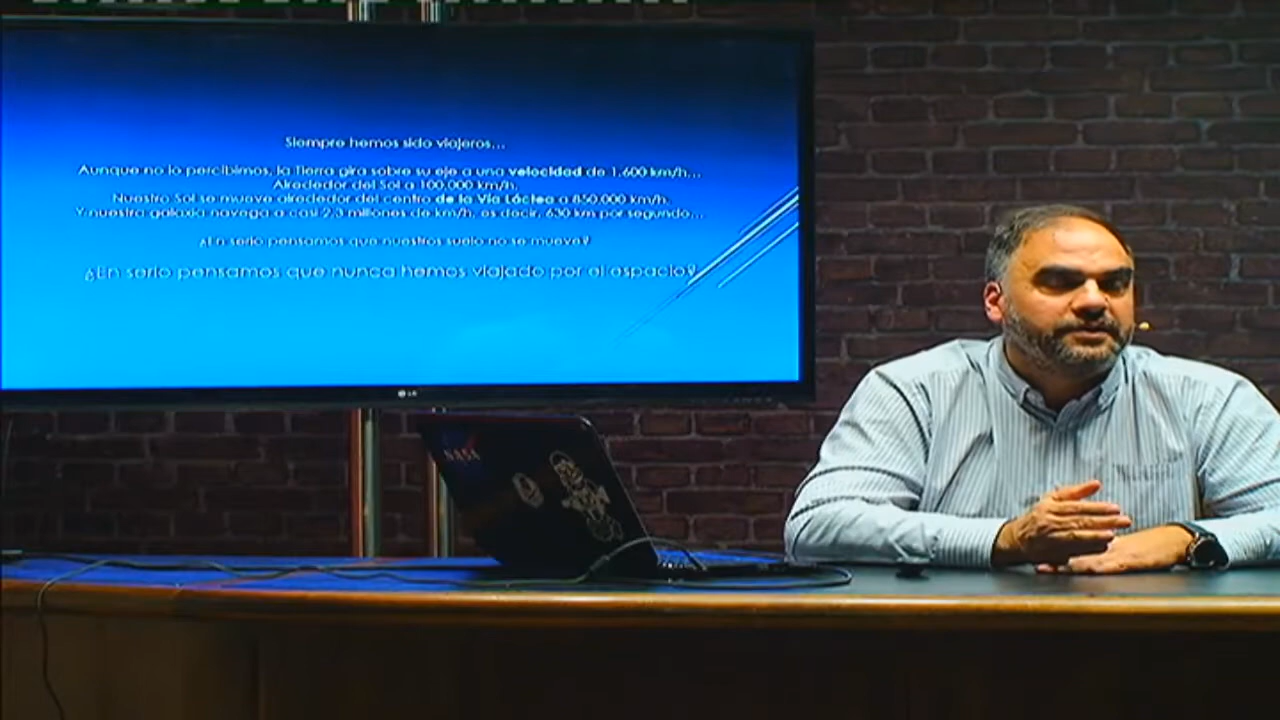 Siempre hemos sido viajeros...
Aunque no lo percibimos, la Tierra gira sobre su eje a una velocidad de 1.600 km/h...
Alrededor del Sol a 100.000 km/h.
Nuestro Sol se mueve alrededor del centro de la Vía Láctea a 850.000 km/h.
Y nuestra galaxia navega a casi 2,3 millones de km/h, es decir, 630 km por segundo...
¿En serio pensamos que nuestros suelo no se mueve?
¿En serio pensamos que nunca hemos viajado por el espacio?
LG
NASA